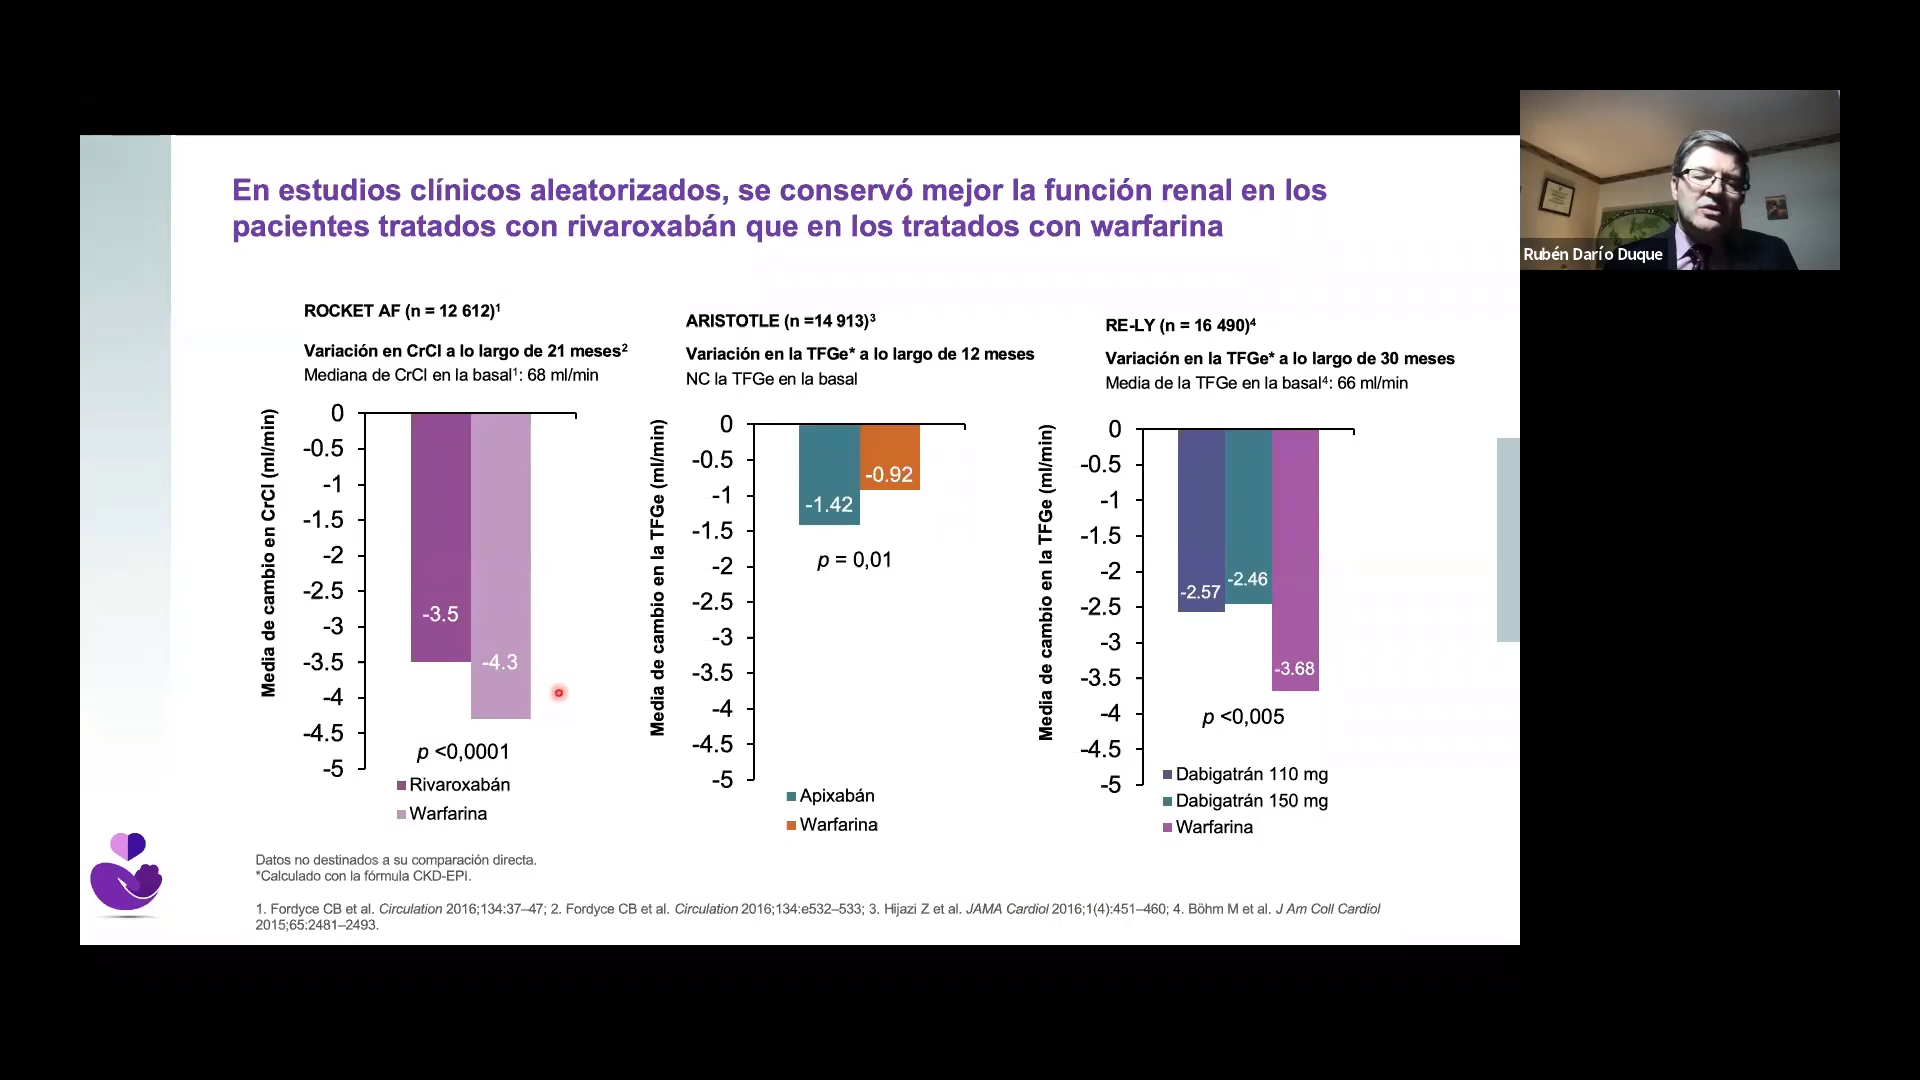 En estudios clínicos aleatorizados, se conservó mejor la función renal en los
pacientes tratados con rivaroxabán que en los tratados con warfarina
Rubén Darío Duque
ROCKET AF (n = 12 612)¹
Variación en CrCl a lo largo de 21 meses²
Mediana de CrCl en la basal¹: 68 ml/min
Media de cambio en CrCl (ml/min)
0
-0.5
-1
-1.5
-2
-2.5
-3
-3.5
-4
-4.5
-5
-3.5
-4.3
p <0,0001
Rivaroxabán
Warfarina
ARISTOTLE (n =14 913)³
Variación en la TFGe* a lo largo de 12 meses
NC la TFGe en la basal
Media de cambio en la TFGe (ml/min)
0
-0.5
-1
-1.5
-2
-2.5
-3
-3.5
-4
-4.5
-5
-1.42
-0.92
p = 0,01
Apixabán
Warfarina
RE-LY (n = 16 490)⁴
Variación en la TFGe* a lo largo de 30 meses
Media de la TFGe en la basal⁴: 66 ml/min
Media de cambio en la TFGe (ml/min)
0
-0.5
-1
-1.5
-2
-2.5
-3
-3.5
-4
-4.5
-5
-2.57
-2.46
-3.68
p <0,005
Dabigatrán 110 mg
Dabigatrán 150 mg
Warfarina
Datos no destinados a su comparación directa.
*Calculado con la fórmula CKD-EPI.
1. Fordyce CB et al. Circulation 2016;134:37–47; 2. Fordyce CB et al. Circulation 2016;134:e532–533; 3. Hijazi Z et al. JAMA Cardiol 2016;1(4):451–460; 4. Böhm M et al. J Am Coll Cardiol
2015;65:2481–2493.